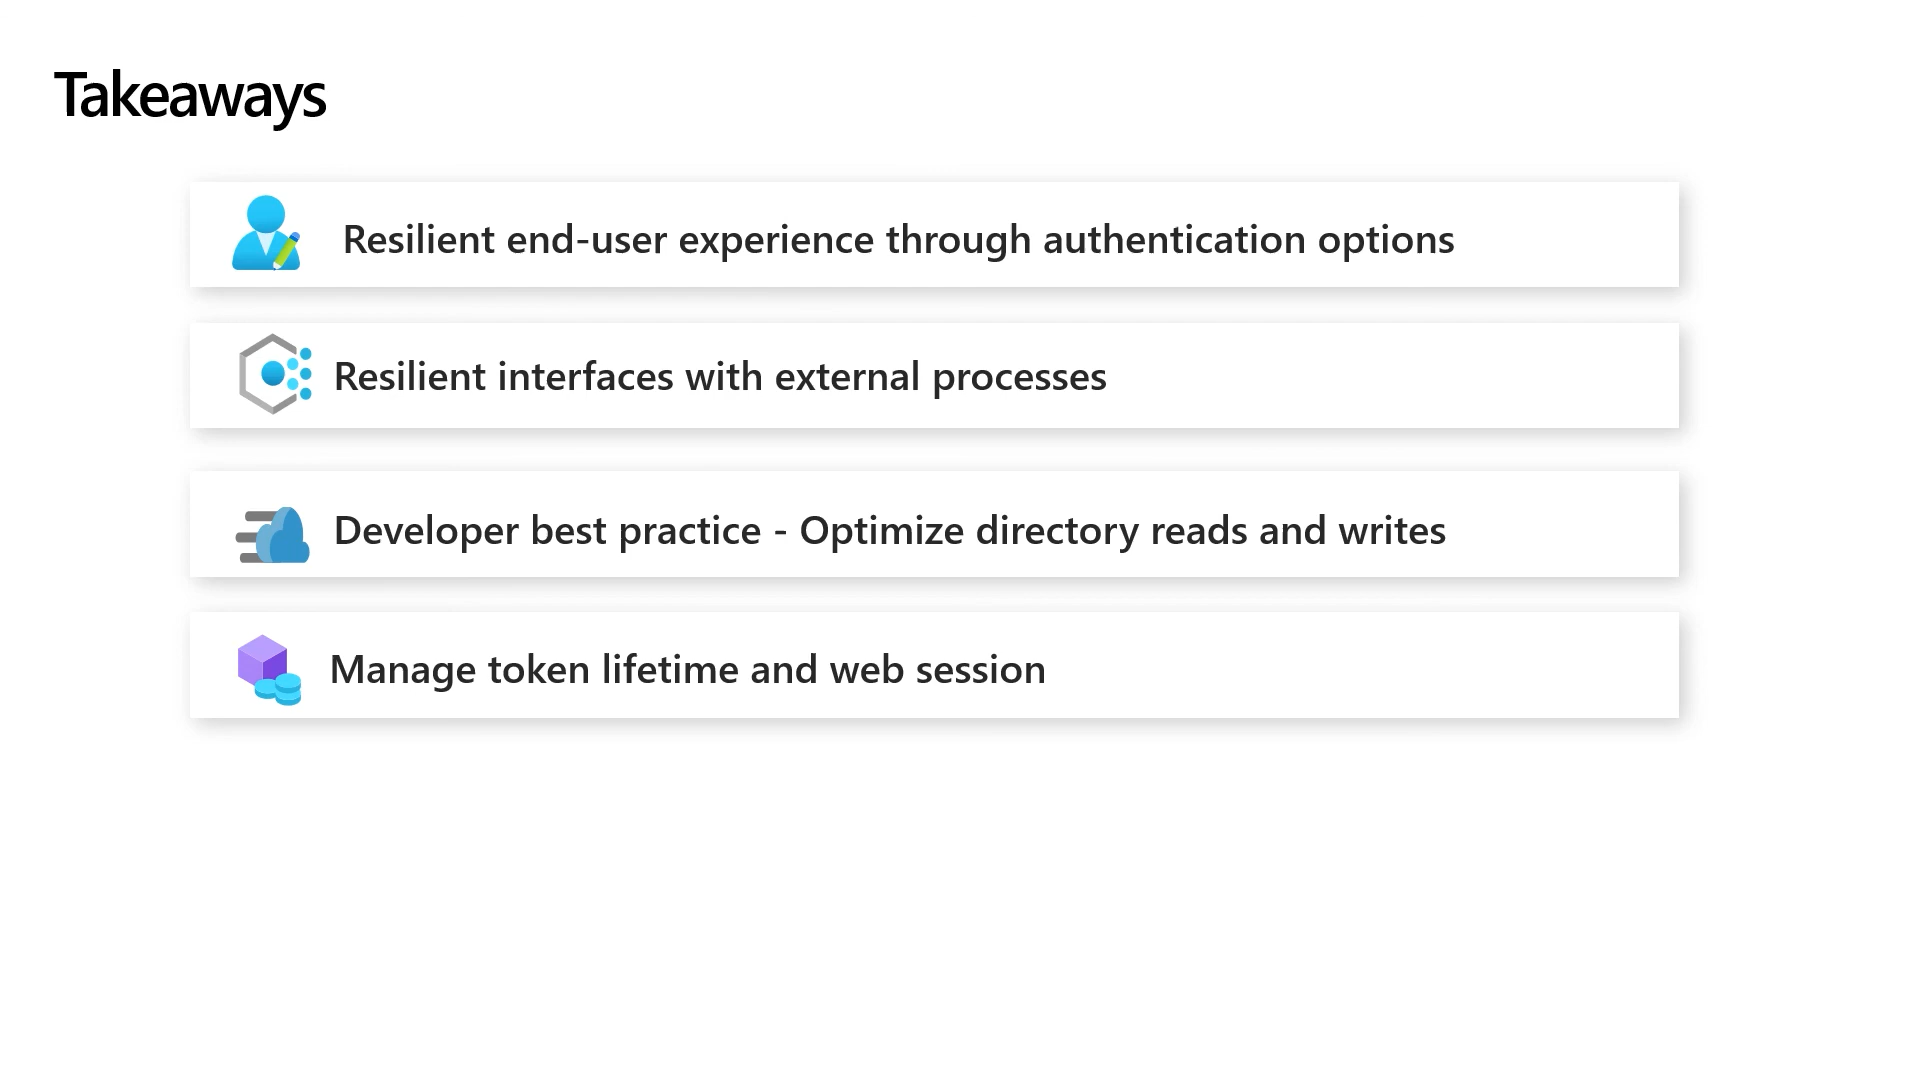 Takeaways
Resilient end-user experience through authentication options
Resilient interfaces with external processes
Developer best practice - Optimize directory reads and writes
Manage token lifetime and web session